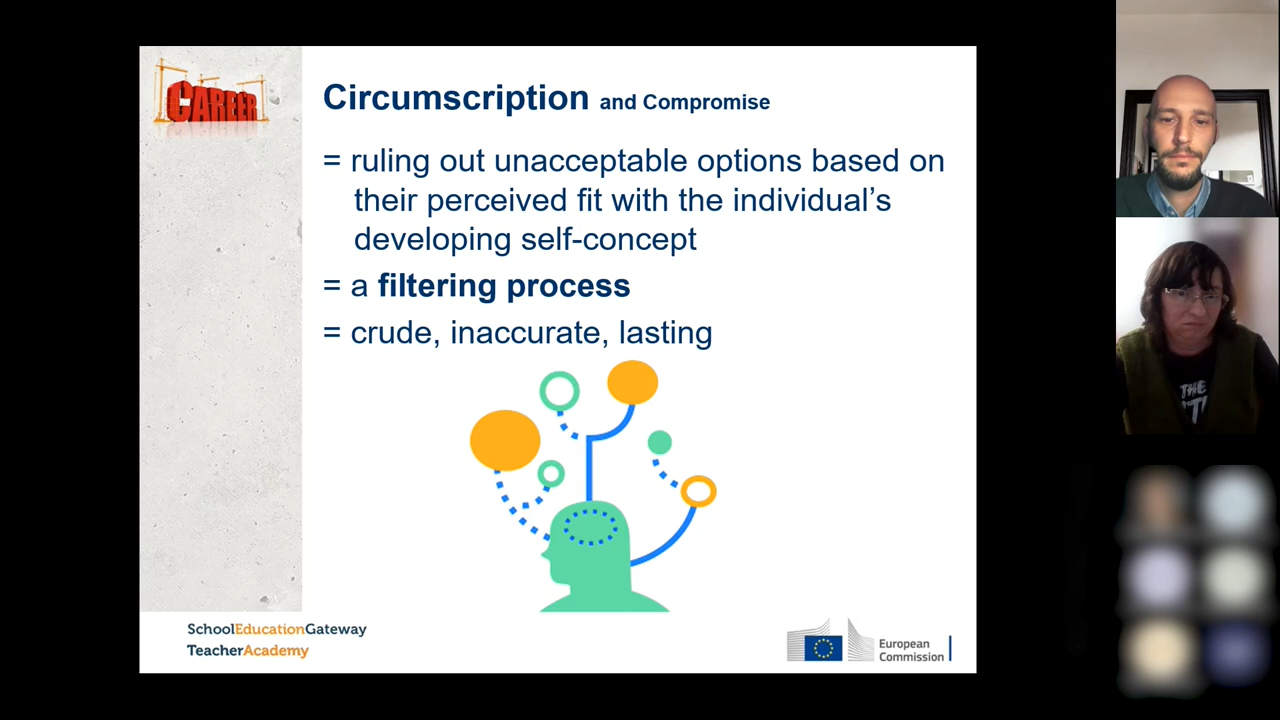 CAREER
Circumscription and Compromise
= ruling out unacceptable options based on
their perceived fit with the individual’s
developing self-concept
= a filtering process
= crude, inaccurate, lasting
SchoolEducationGateway
TeacherAcademy
European
Commission
THE